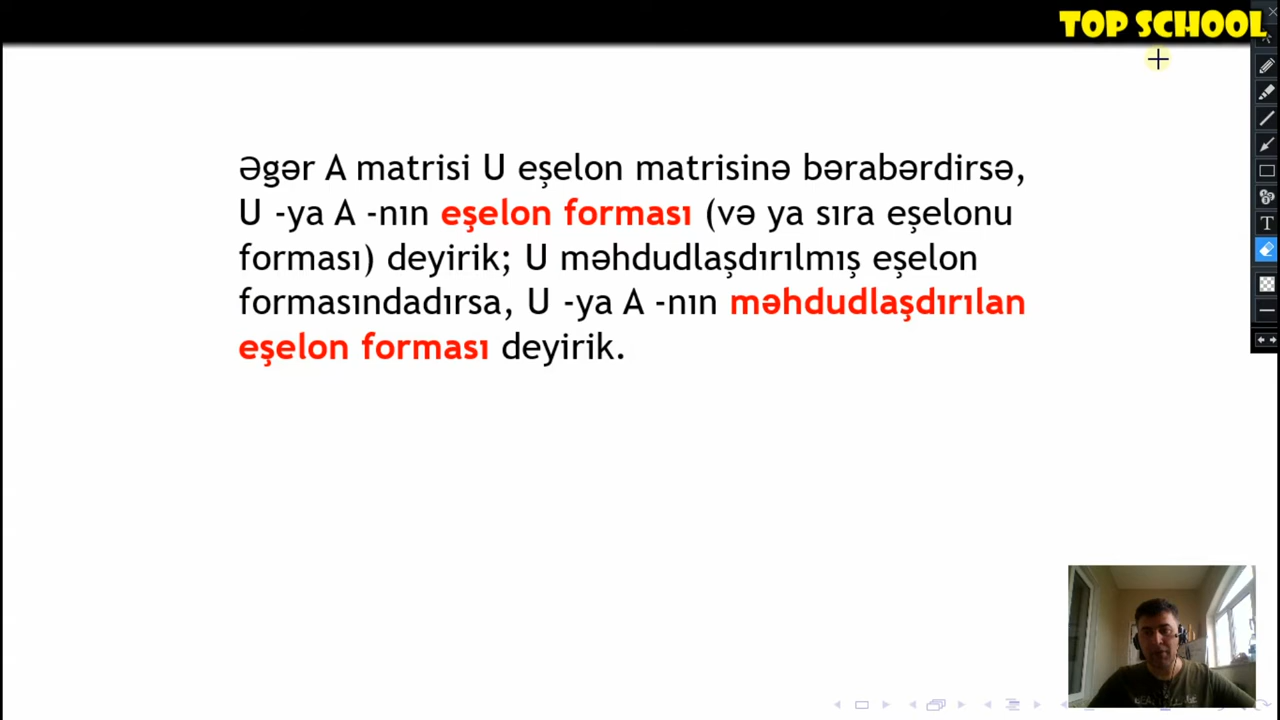 TOP SCHOOL
Əgər A matrisi U eşelon matrisinə bərabərdirsə,
U -ya A -nın eşelon forması (və ya sıra eşelonu
forması) deyirik; U məhdudlaşdırılmış eşelon
formasındadırsa, U -ya A -nın məhdudlaşdırılan
eşelon forması deyirik.